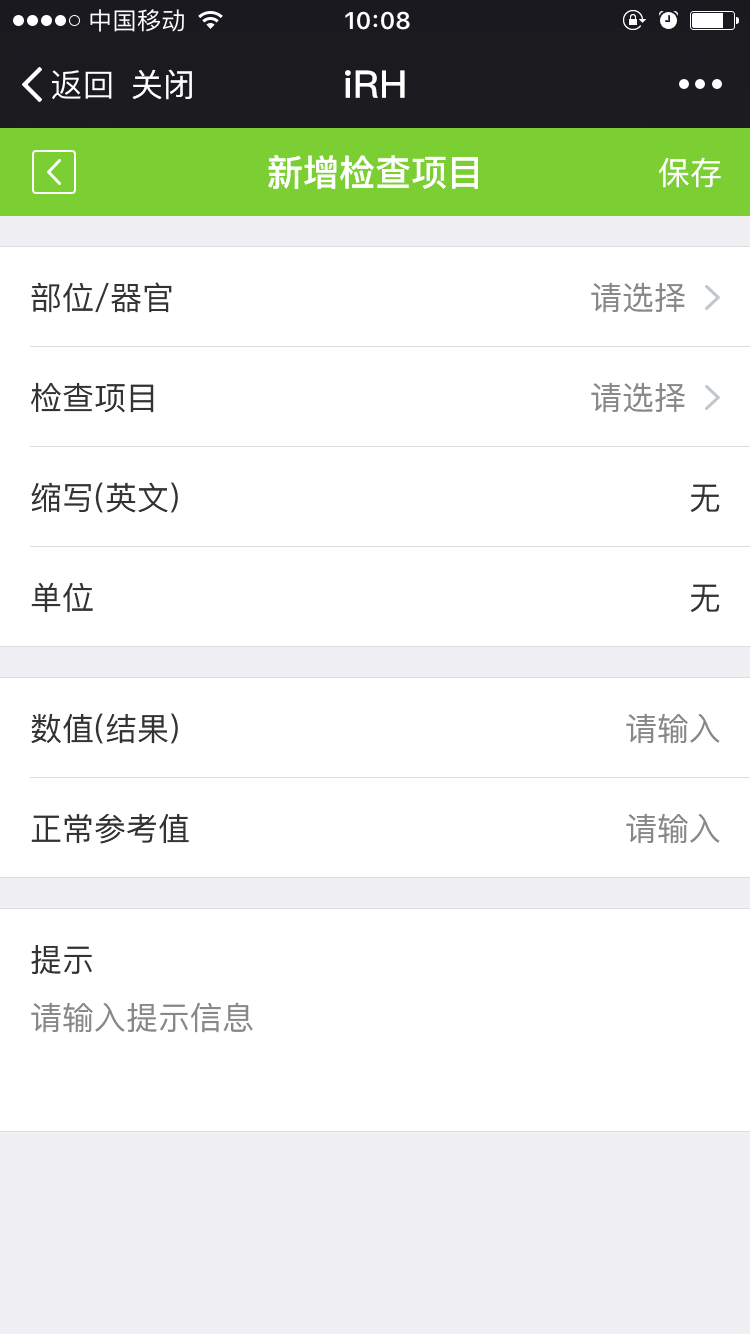 中国移动 10:08
返回 关闭 iRH
新增检查项目 保存
部位/器官 请选择
检查项目 请选择
缩写(英文) 无
单位 无
数值(结果) 请输入
正常参考值 请输入
提示
请输入提示信息